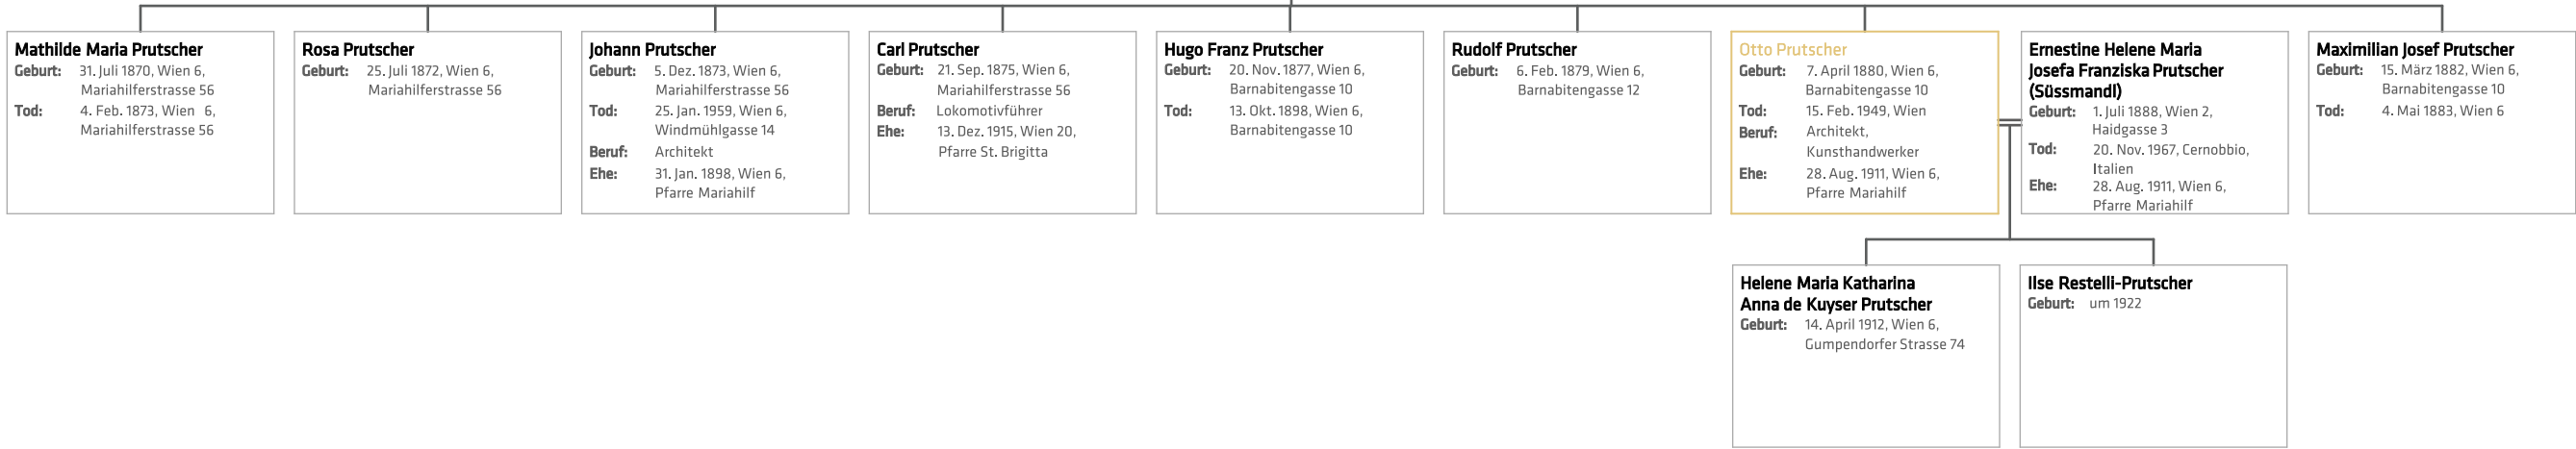 Mathilde Maria Prutscher
Geburt: 31. Juli 1870, Wien 6,
Mariahilferstrasse 56
Tod: 4. Feb. 1873, Wien 6,
Mariahilferstrasse 56
Rosa Prutscher
Geburt: 25. Juli 1872, Wien 6,
Mariahilferstrasse 56
Johann Prutscher
Geburt: 5. Dez. 1873, Wien 6,
Mariahilferstrasse 56
Tod: 25. Jan. 1959, Wien 6,
Windmühlgasse 14
Beruf: Architekt
Ehe: 31. Jan. 1898, Wien 6,
Pfarre Mariahilf
Carl Prutscher
Geburt: 21. Sep. 1875, Wien 6,
Mariahilferstrasse 56
Beruf: Lokomotivführer
Ehe: 13. Dez. 1915, Wien 20,
Pfarre St. Brigitta
Hugo Franz Prutscher
Geburt: 20. Nov. 1877, Wien 6,
Barnabitengasse 10
Tod: 13. Okt. 1898, Wien 6,
Barnabitengasse 10
Rudolf Prutscher
Geburt: 6. Feb. 1879, Wien 6,
Barnabitengasse 12
Otto Prutscher
Geburt: 7. April 1880, Wien 6,
Barnabitengasse 10
Tod: 15. Feb. 1949, Wien
Beruf: Architekt,
Kunsthandwerker
Ehe: 28. Aug. 1911, Wien 6,
Pfarre Mariahilf
Ernestine Helene Maria
Josefa Franziska Prutscher
(Süssmandl)
Geburt: 1. Juli 1888, Wien 2,
Haidgasse 3
Tod: 20. Nov. 1967, Cernobbio,
Italien
Ehe: 28. Aug. 1911, Wien 6,
Pfarre Mariahilf
Maximilian Josef Prutscher
Geburt: 15. März 1882, Wien 6,
Barnabitengasse 10
Tod: 4. Mai 1883, Wien 6
Helene Maria Katharina
Anna de Kuyser Prutscher
Geburt: 14. April 1912, Wien 6,
Gumpendorfer Strasse 74
Ilse Restelli-Prutscher
Geburt: um 1922